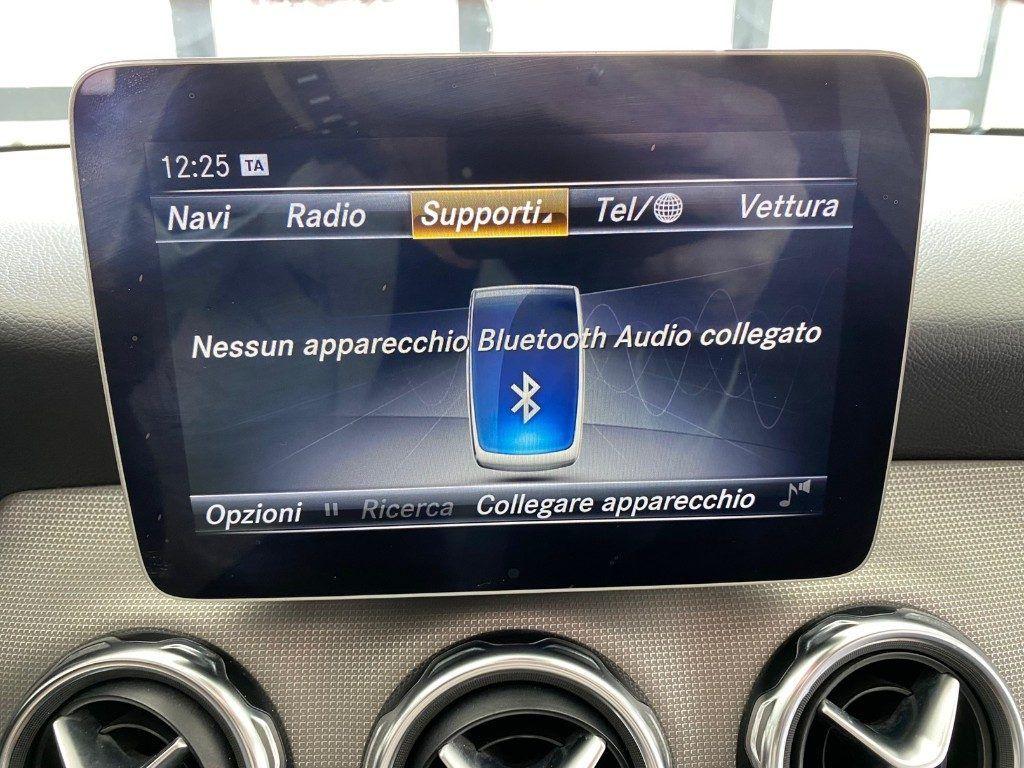 12:25 TA
Navi Radio Supporti Tel/ Vettura
Nessun apparecchio Bluetooth Audio collegato
Opzioni Ricerca Collegare apparecchio